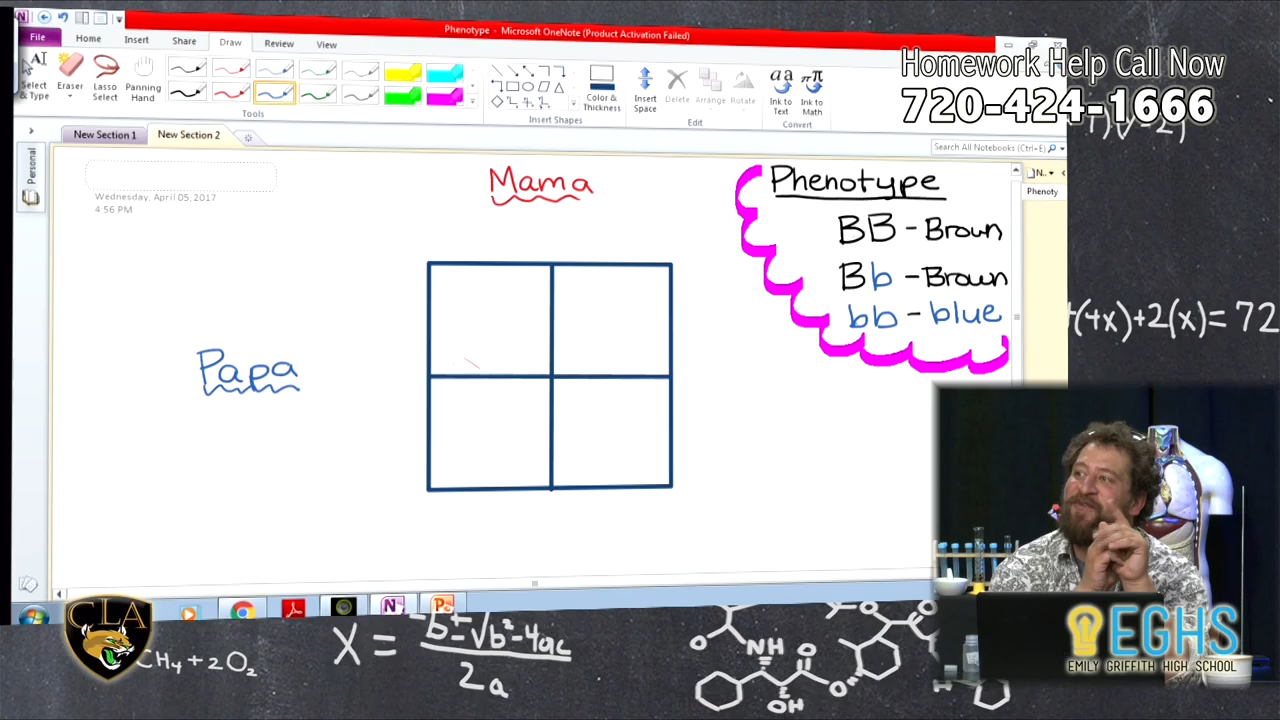 Phenotype - Microsoft OneNote (Product Activation Failed)
File Home Insert Share Draw Review View
Homework Help Call Now
720-424-1666
Select & Type
Eraser
Lasso Select
Panning Hand
Color & Thickness
Insert Space
Delete
Arrange
Rotate
Ink to Text
Ink to Math
Tools
Insert Shapes
Edit
Convert
New Section 1
New Section 2
Search All Notebooks (Ctrl+E)
Personal
N..
Phenoty
Wednesday, April 05, 2017
4:56 PM
Mama
Papa
Phenotype
BB - Brown
Bb - Brown
bb - blue
(4x)+2(x)=72
CLA
CH4 + 2O2
X = -b±√b²-4ac
2a
NH
O
O
OH
O
EGHS
EMILY GRIFFITH HIGH SCHOOL